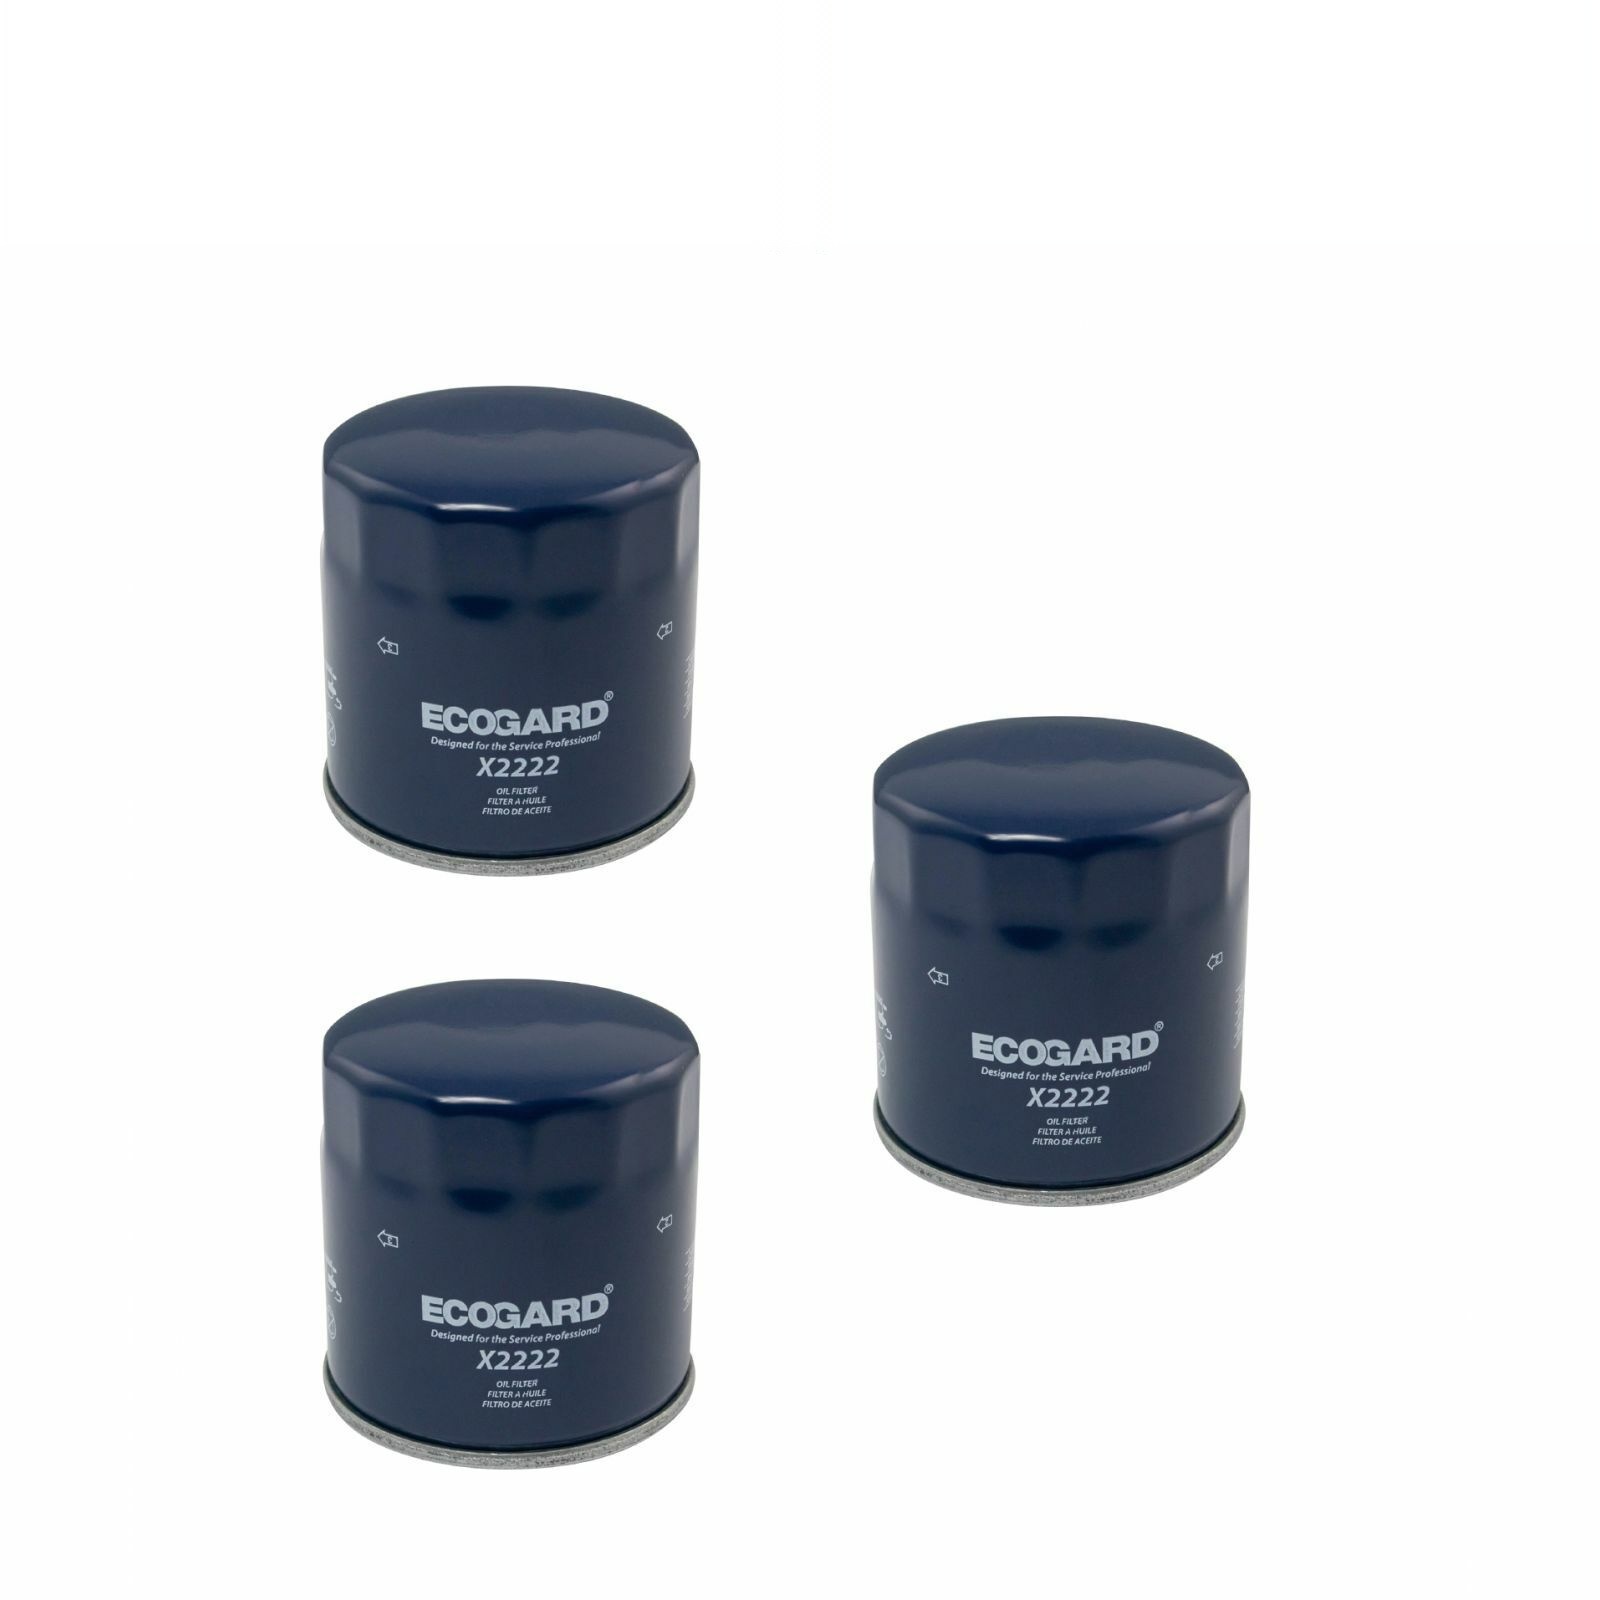 ECOGARD®
Designed for the Service Professional
X2222
OIL FILTER
FILTER A HUILE
FILTRO DE ACEITE
ECOGARD®
Designed for the Service Professional
X2222
OIL FILTER
FILTER A HUILE
FILTRO DE ACEITE
ECOGARD®
Designed for the Service Professional
X2222
OIL FILTER
FILTER A HUILE
FILTRO DE ACEITE